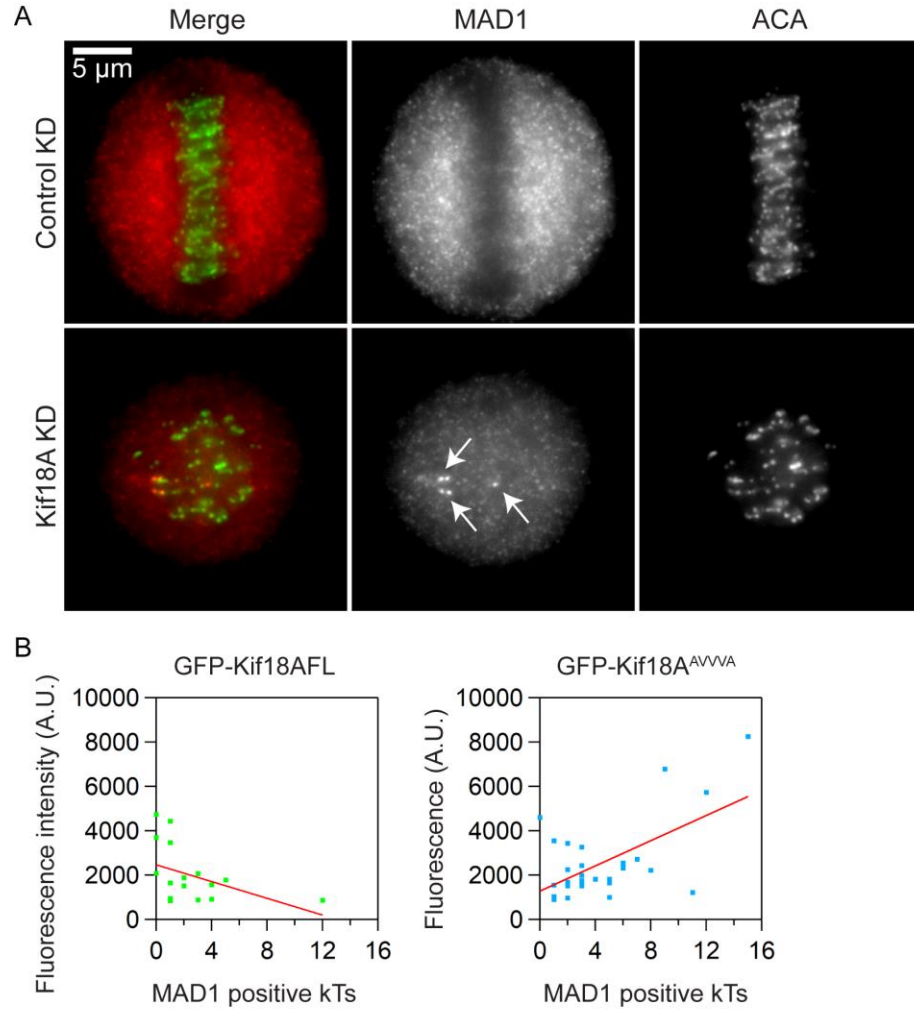 A
Merge
MAD1
ACA
5 μm
Control KD
Kif18A KD
B
GFP-Kif18AFL
GFP-Kif18A^AVVVA
Fluorescence intensity (A.U.)
10000
8000
6000
4000
2000
0
0 4 8 12 16
MAD1 positive kTs
Fluorescence (A.U.)
10000
8000
6000
4000
2000
0
0 4 8 12 16
MAD1 positive kTs